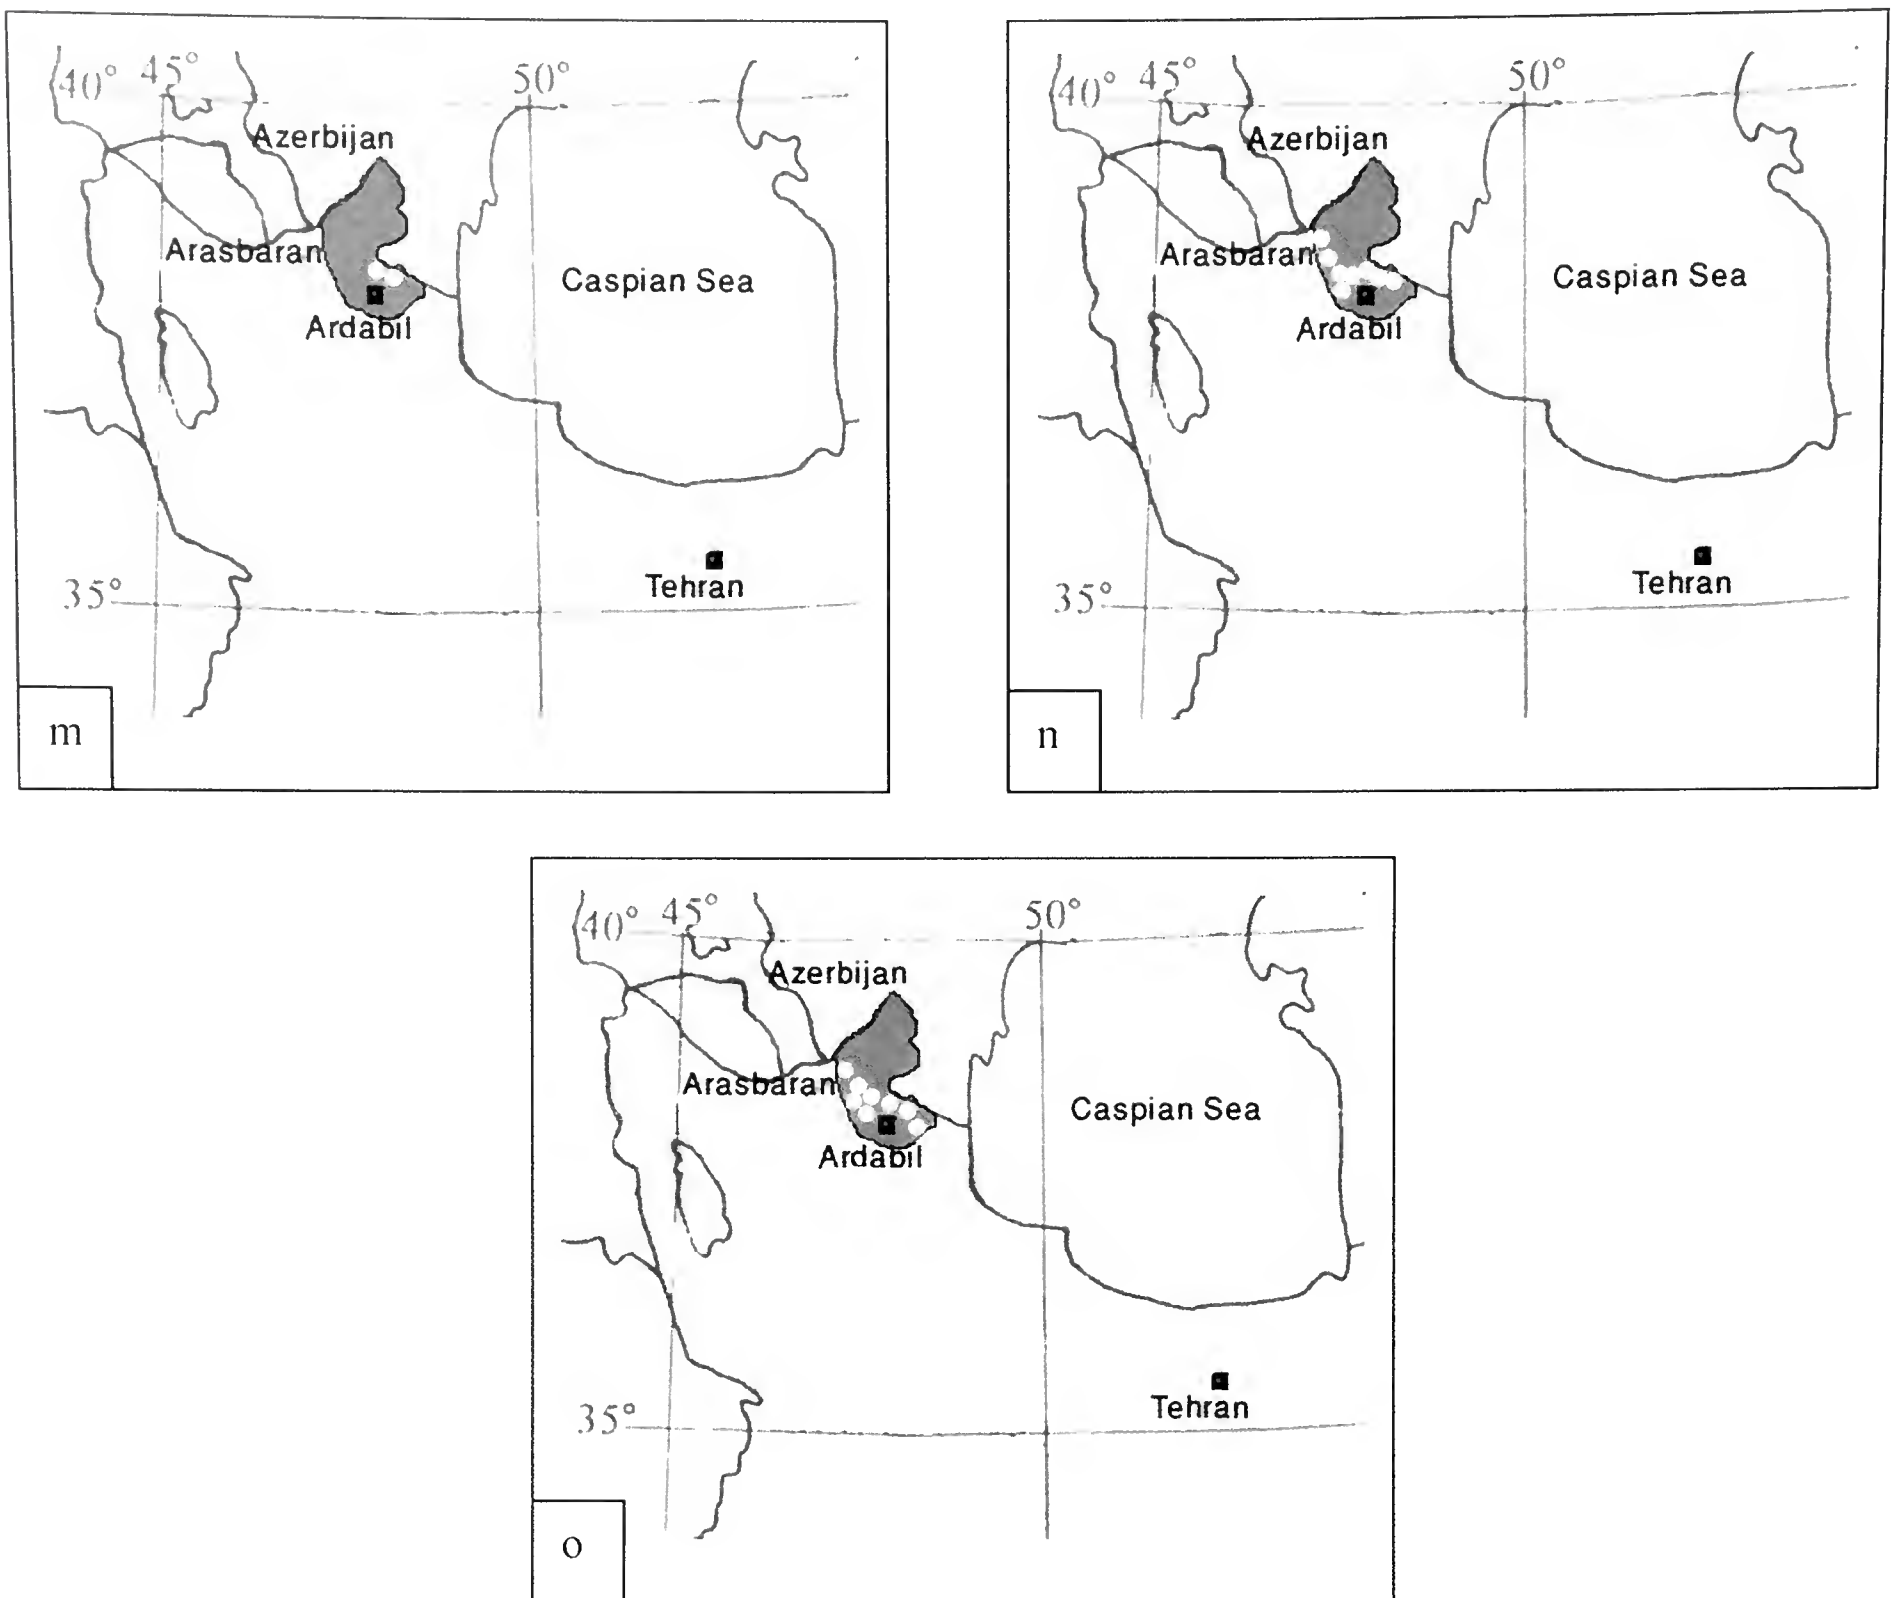 40° 45° 50°
Azerbijan
Arasbaran
Caspian Sea
Ardabil
35°
Tehran
m
40° 45° 50°
Azerbijan
Arasbaran
Caspian Sea
Ardabil
35°
Tehran
n
40° 45° 50°
Azerbijan
Arasbaran
Caspian Sea
Ardabil
35°
Tehran
o